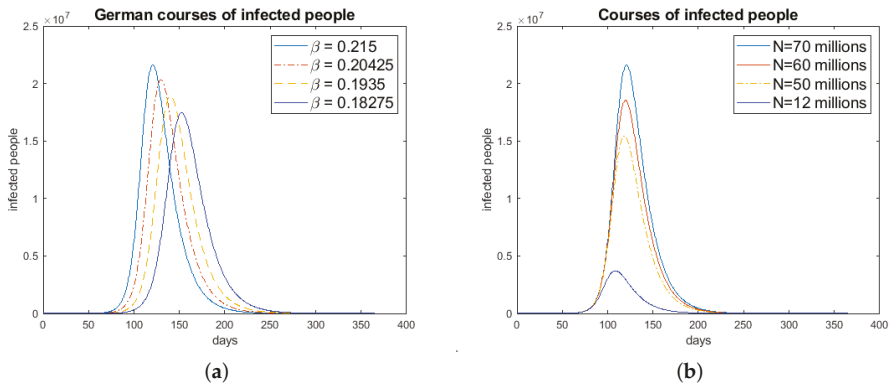 German courses of infected people
×10^7
2.5
2
1.5
1
0.5
0
infected people
0 50 100 150 200 250 300 350 400
days
β = 0.215
β = 0.20425
β = 0.1935
β = 0.18275
(a)
Courses of infected people
×10^7
2.5
2
1.5
1
0.5
0
infected people
0 50 100 150 200 250 300 350 400
days
N=70 millions
N=60 millions
N=50 millions
N=12 millions
(b)